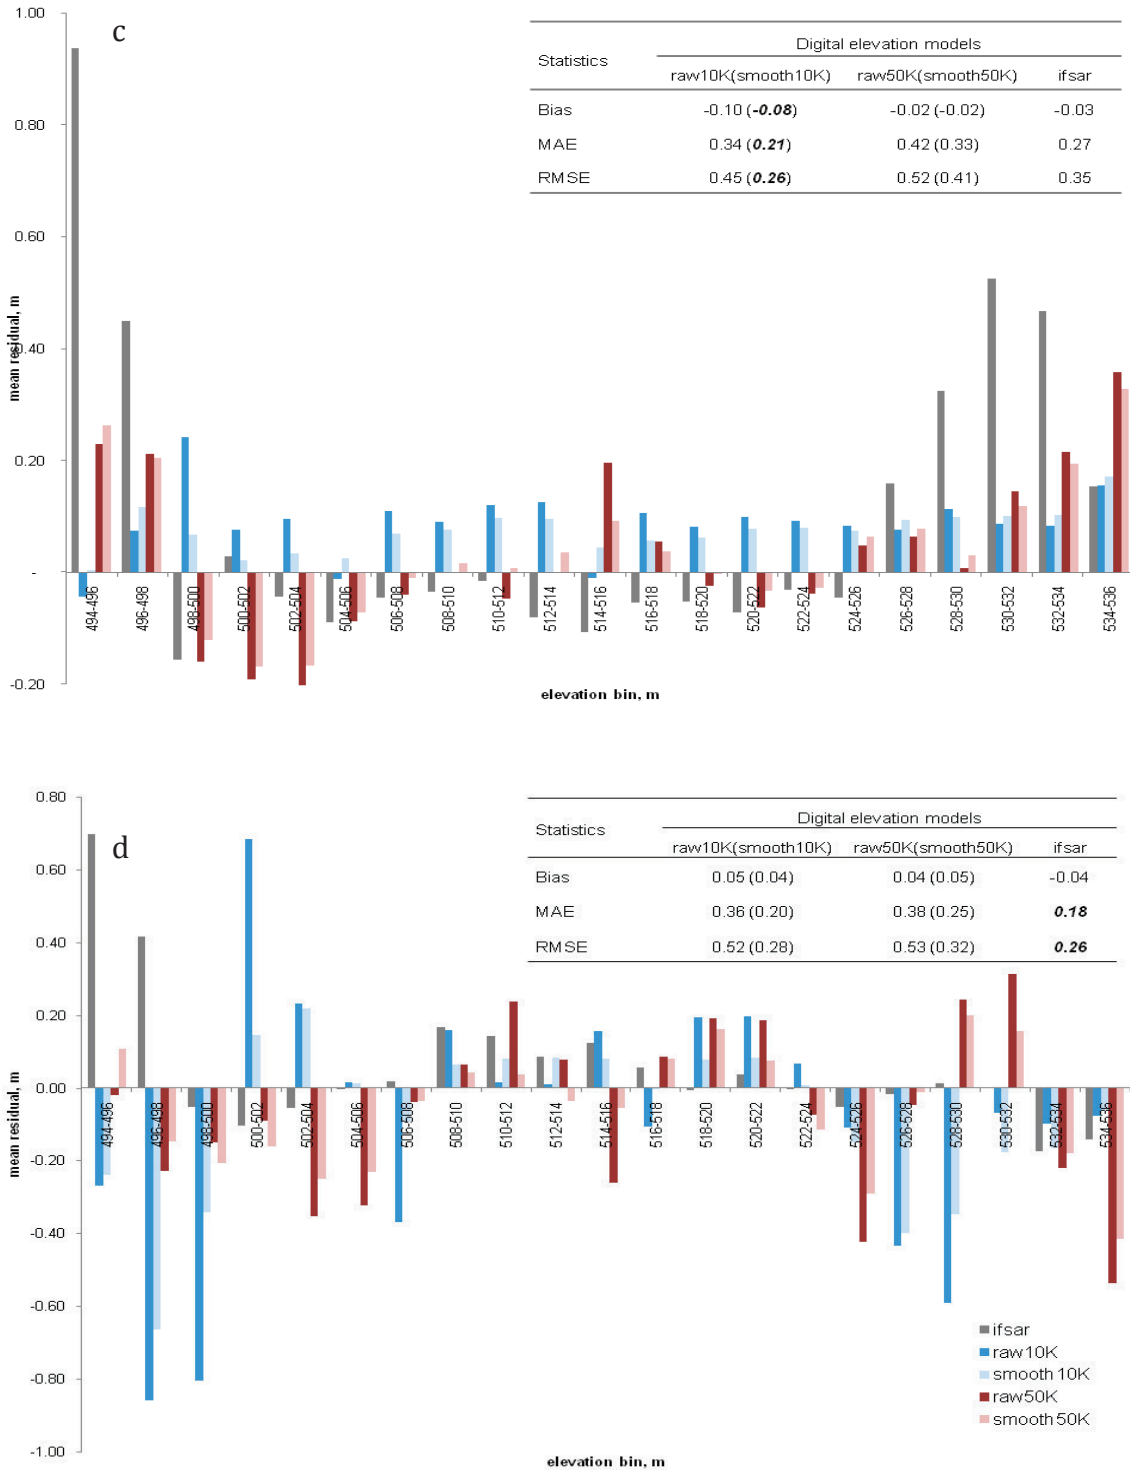 1.00
c
Statistics
Digital elevation models
raw10K(smooth10K) raw50K(smooth50K) ifsar
Bias -0.10 (-0.08) -0.02 (-0.02) -0.03
MAE 0.34 (0.21) 0.42 (0.33) 0.27
RMSE 0.45 (0.26) 0.52 (0.41) 0.35
0.80
0.60
0.40
0.20
-
-0.20
mean residual, m
494-496 496-498 498-500 500-502 502-504 504-506 506-508 508-510 510-512 512-514 514-516 516-518 518-520 520-522 522-524 524-526 526-528 528-530 530-532 532-534 534-536
elevation bin, m
0.80
d
Statistics
Digital elevation models
raw10K(smooth10K) raw50K(smooth50K) ifsar
Bias 0.05 (0.04) 0.04 (0.05) -0.04
MAE 0.36 (0.20) 0.38 (0.25) 0.18
RMSE 0.52 (0.28) 0.53 (0.32) 0.26
0.60
0.40
0.20
0.00
-0.20
-0.40
-0.60
-0.80
-1.00
mean residual, m
494-496 496-498 498-500 500-502 502-504 504-506 506-508 508-510 510-512 512-514 514-516 516-518 518-520 520-522 522-524 524-526 526-528 528-530 530-532 532-534 534-536
ifsar
raw10K
smooth 10K
raw50K
smooth50K
elevation bin, m